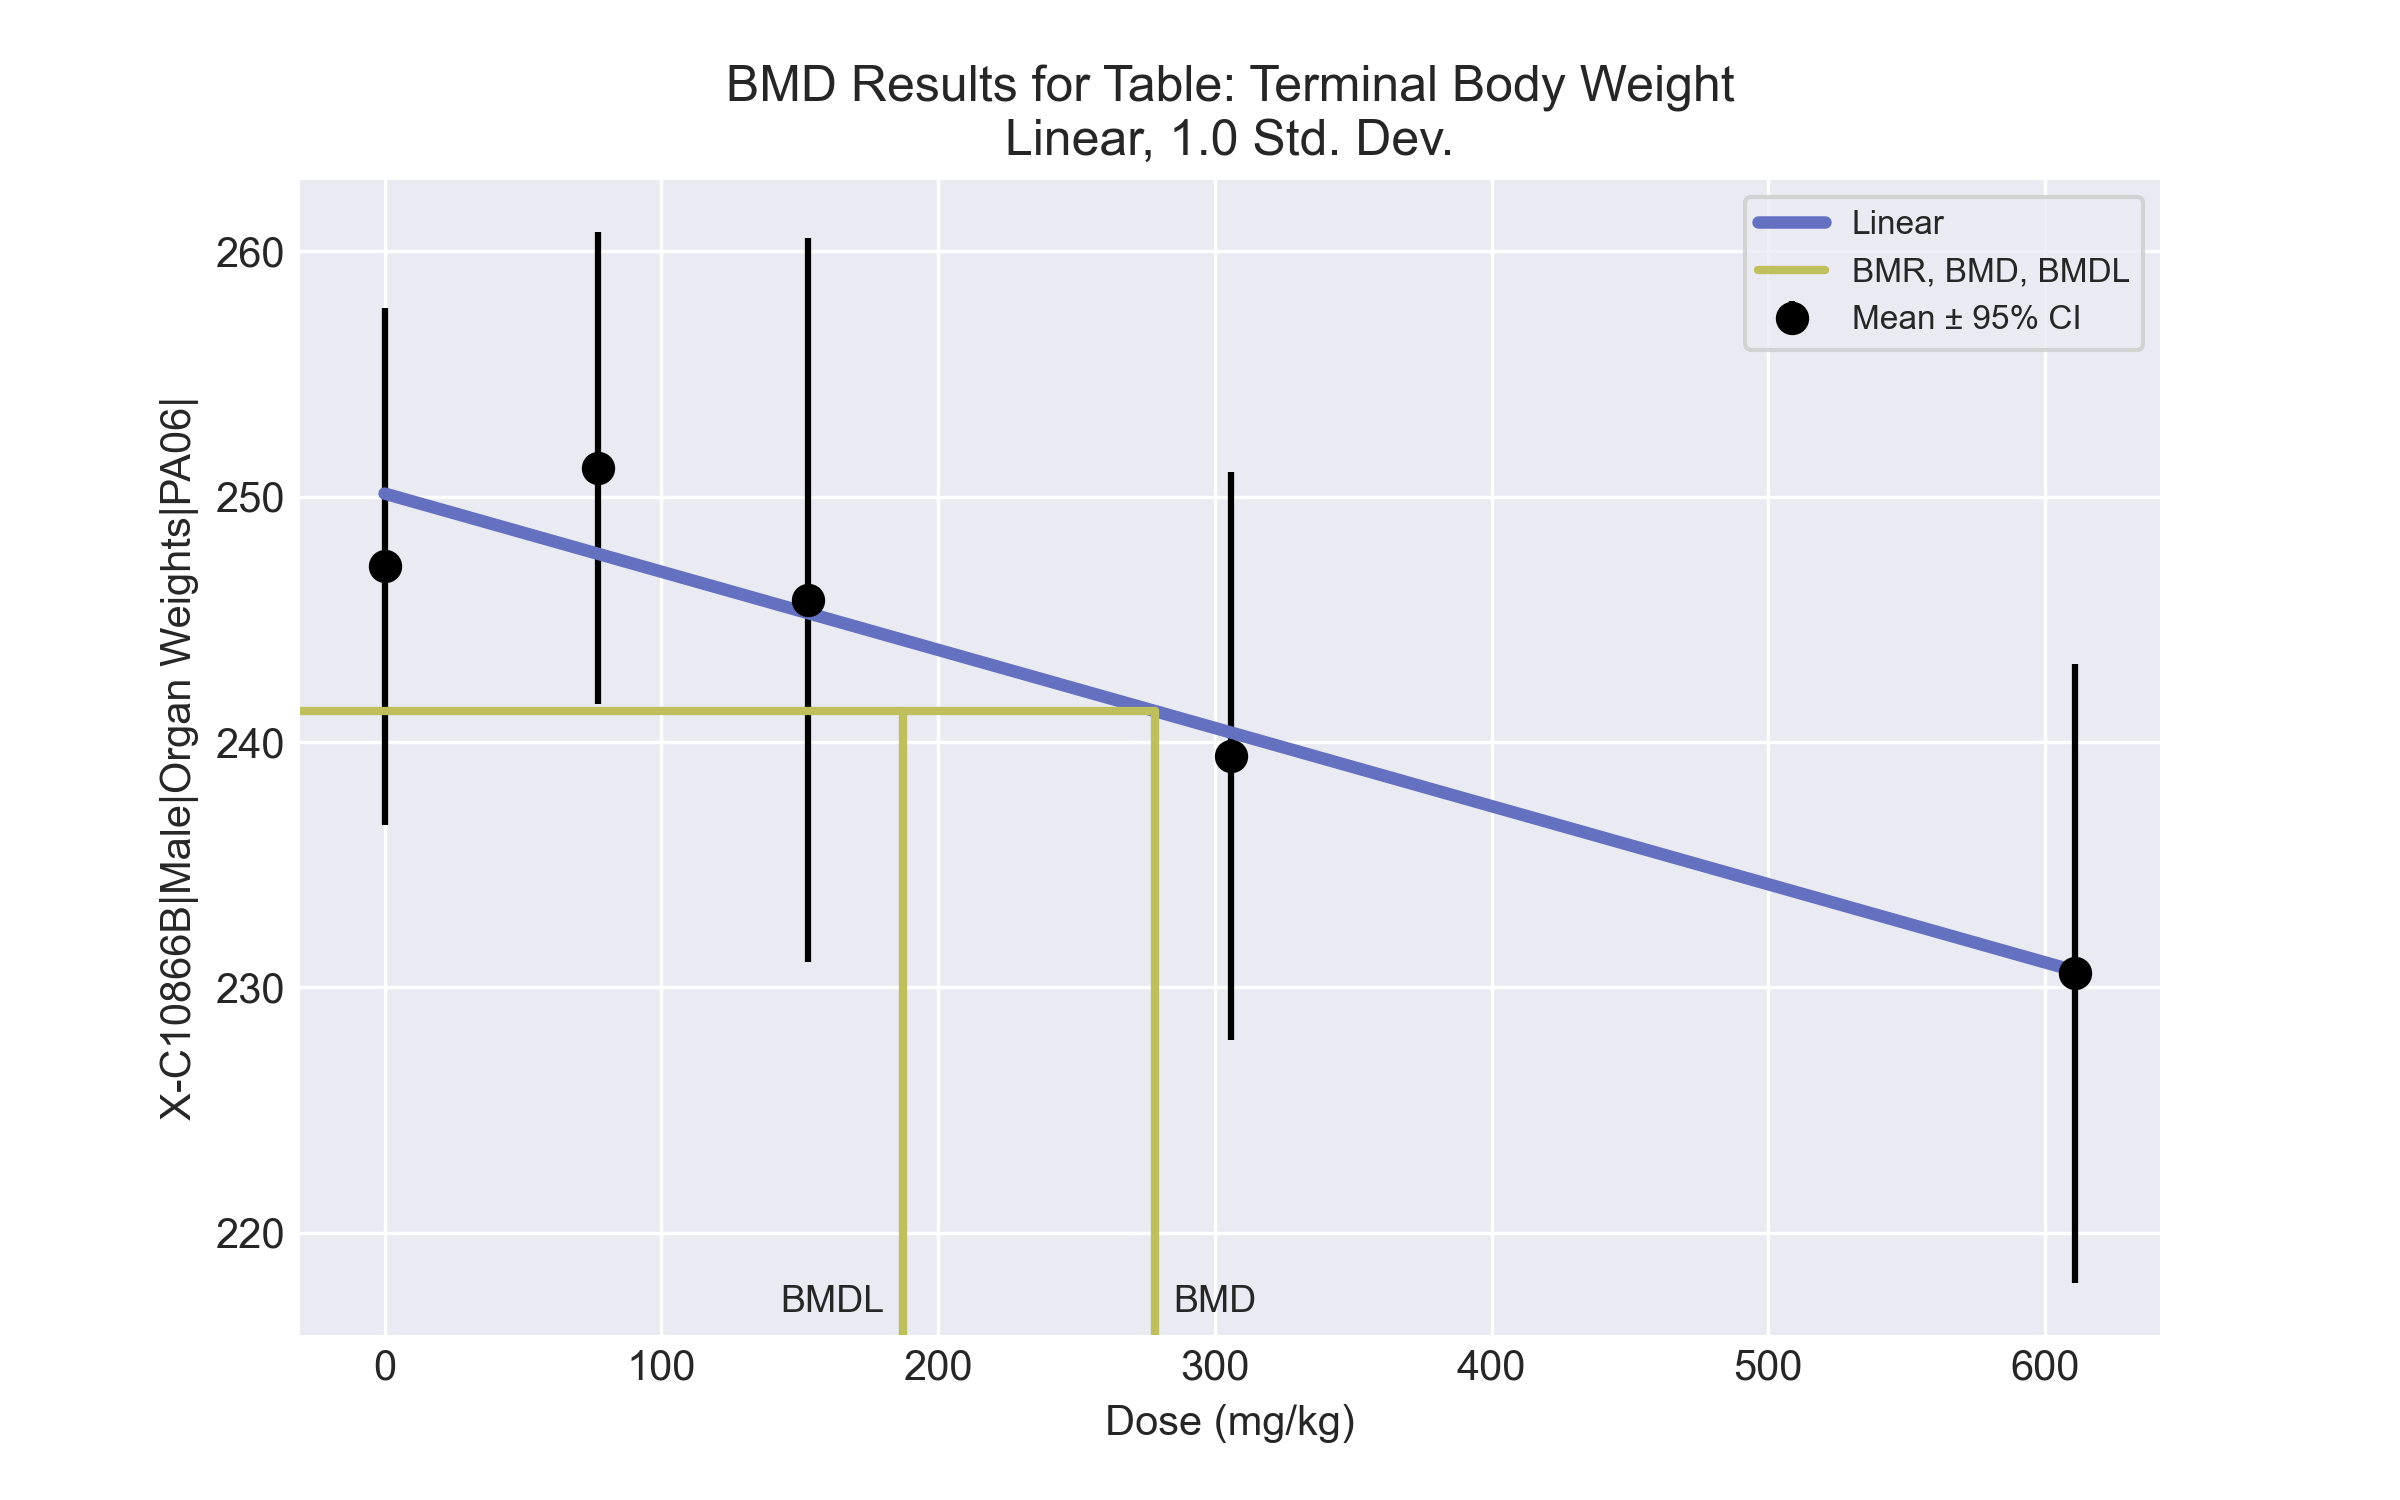 BMD Results for Table: Terminal Body Weight
Linear, 1.0 Std. Dev.
Linear
BMR, BMD, BMDL
Mean ± 95% CI
X-C10866B|Male|Organ Weights|PA06|
260
250
240
230
220
BMDL
BMD
0
100
200
300
400
500
600
Dose (mg/kg)